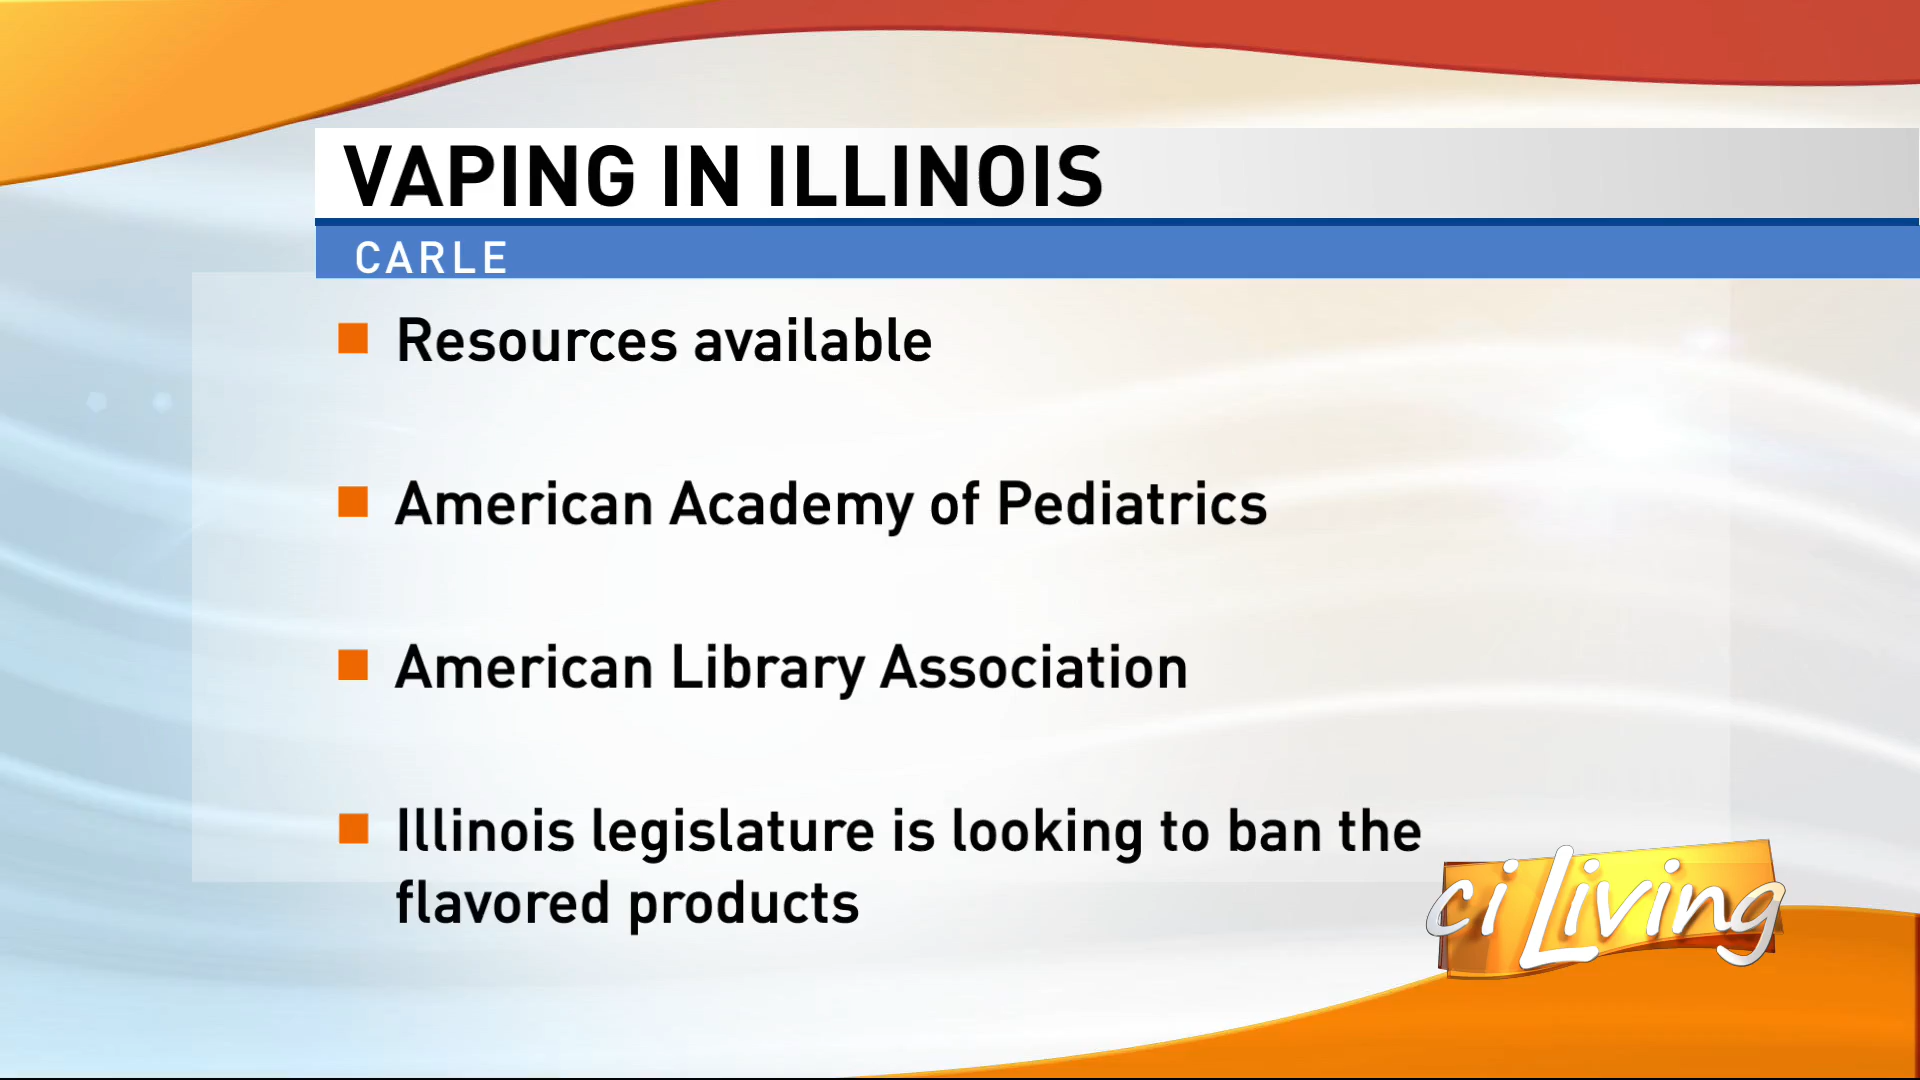 VAPING IN ILLINOIS
CARLE
Resources available
American Academy of Pediatrics
American Library Association
Illinois legislature is looking to ban the
flavored products
ci Living